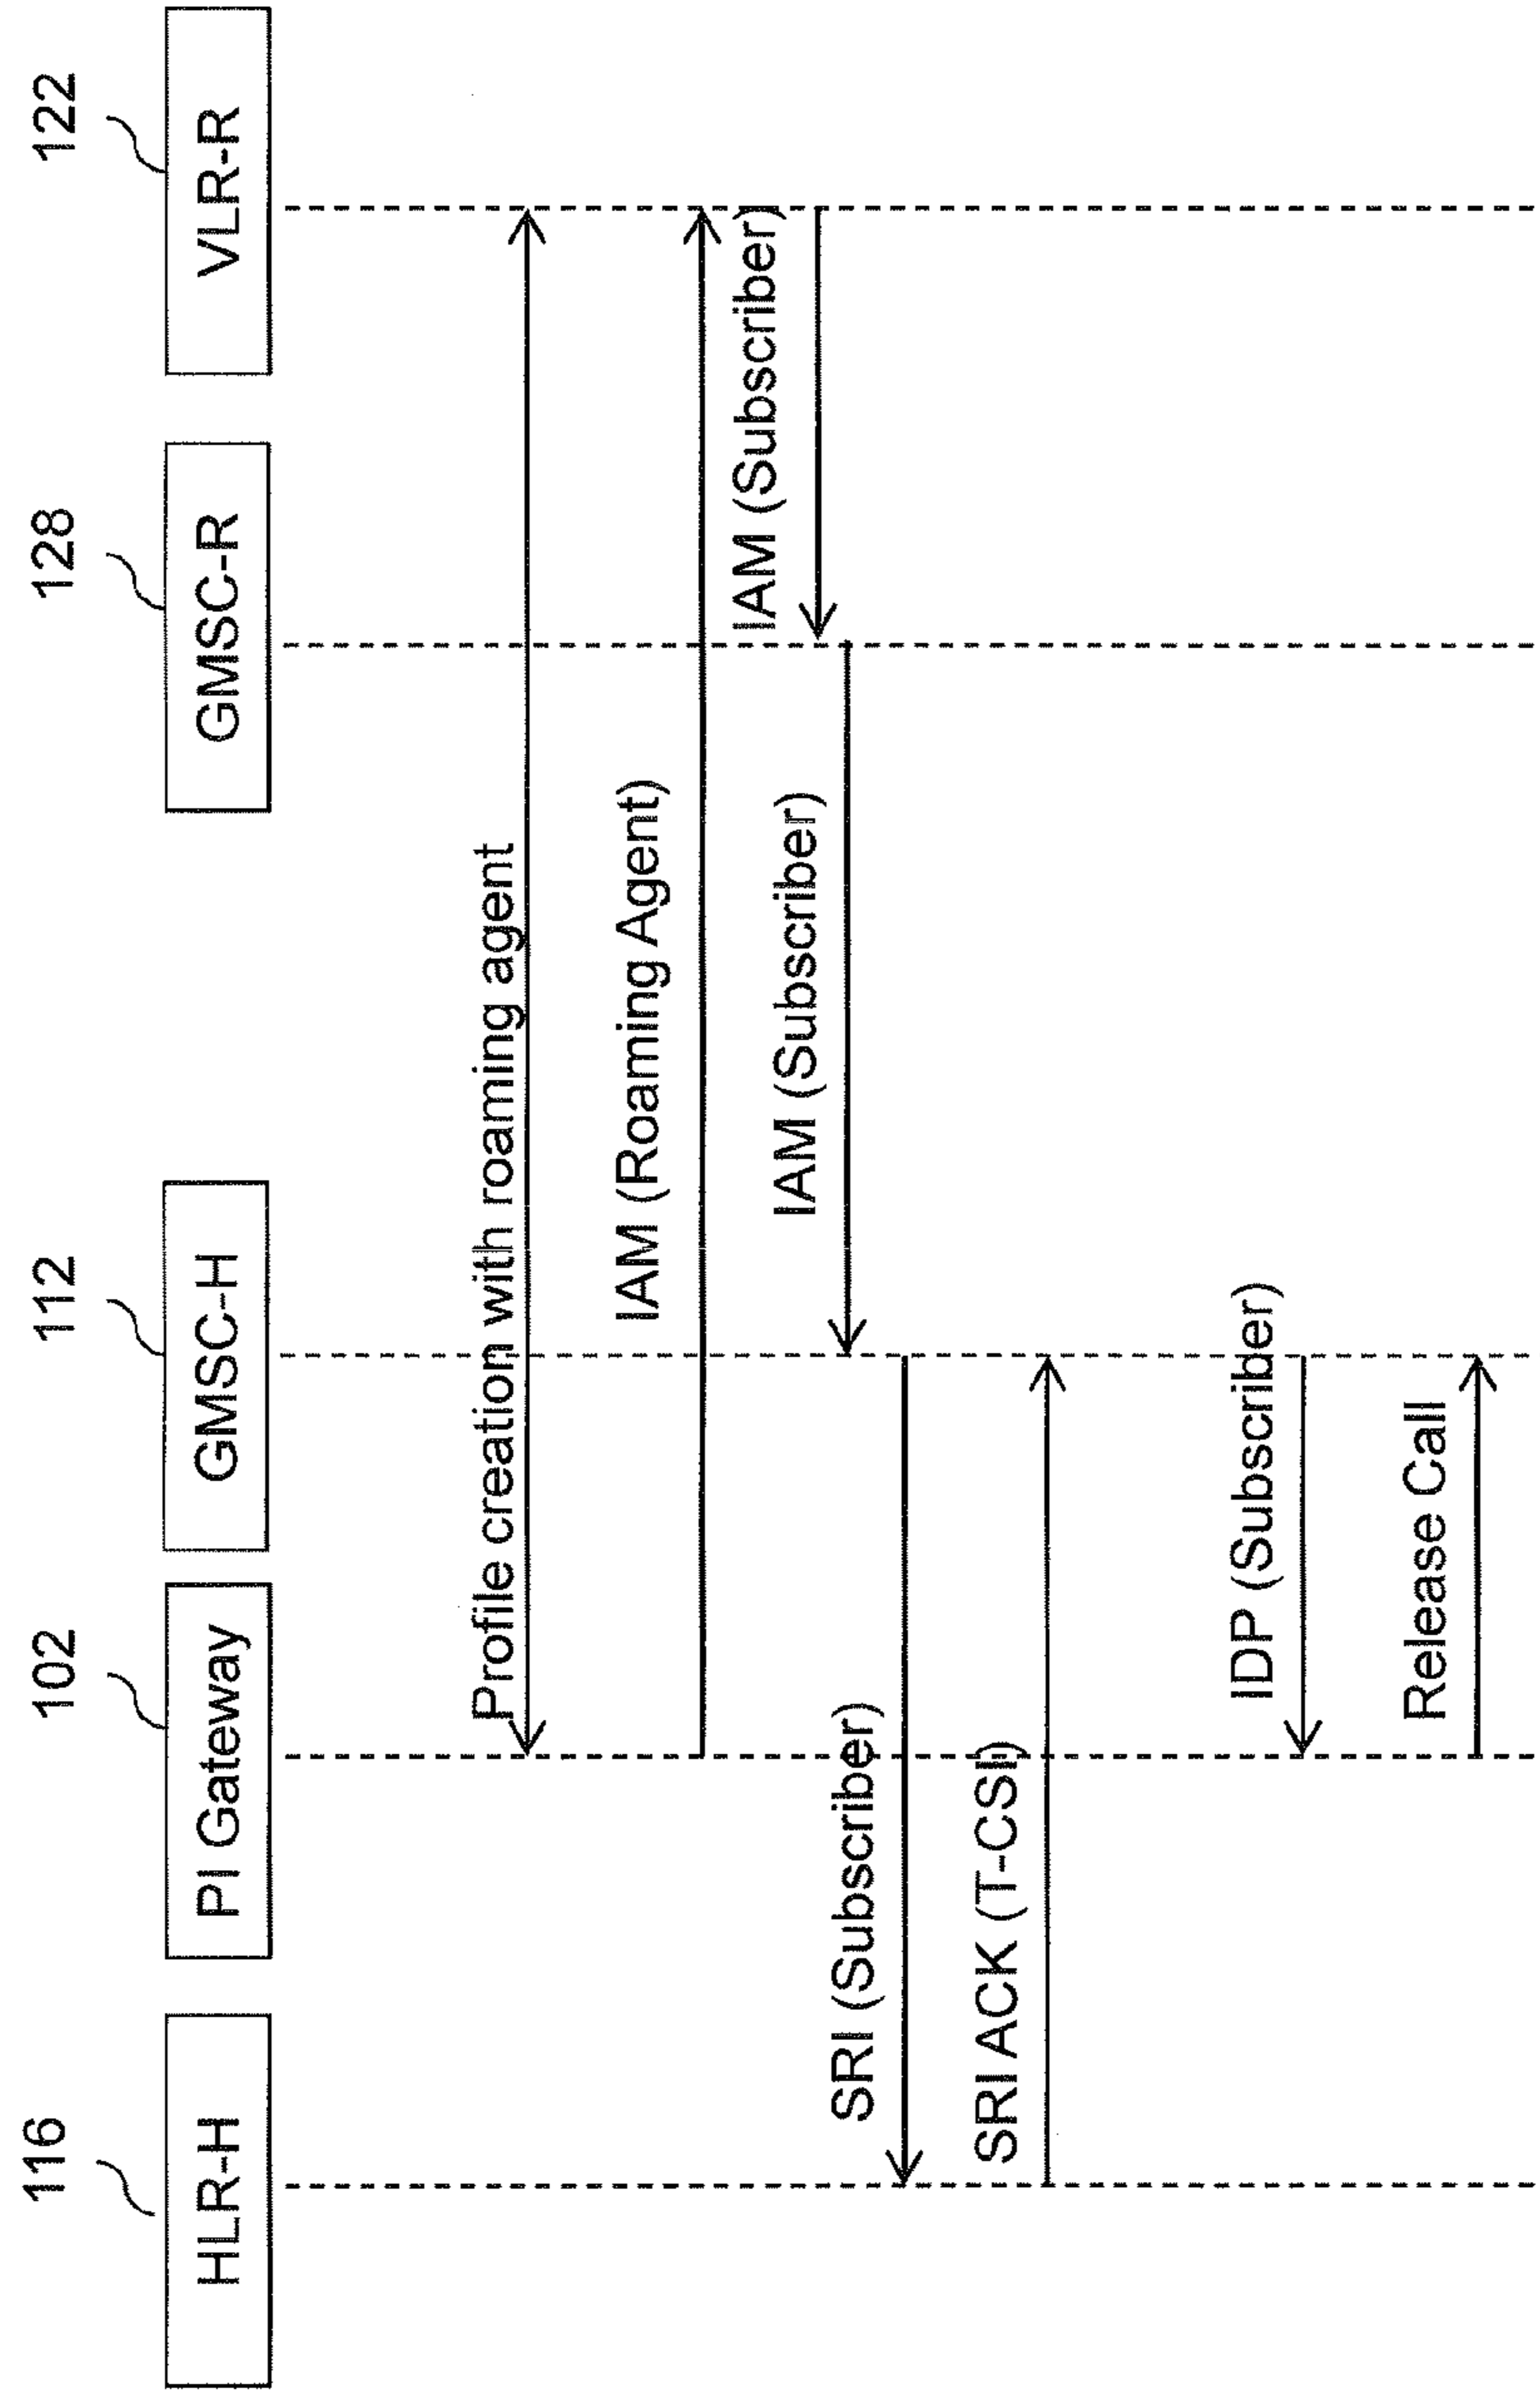 116
102
112
128
122
HLR-H
PI Gateway
GMSC-H
GMSC-R
VLR-R
Profile creation with roaming agent
IAM (Roaming Agent)
IAM (Subscriber)
IAM (Subscriber)
SRI (Subscriber)
SRI ACK (T-CSI)
IDP (Subscriber)
Release Call